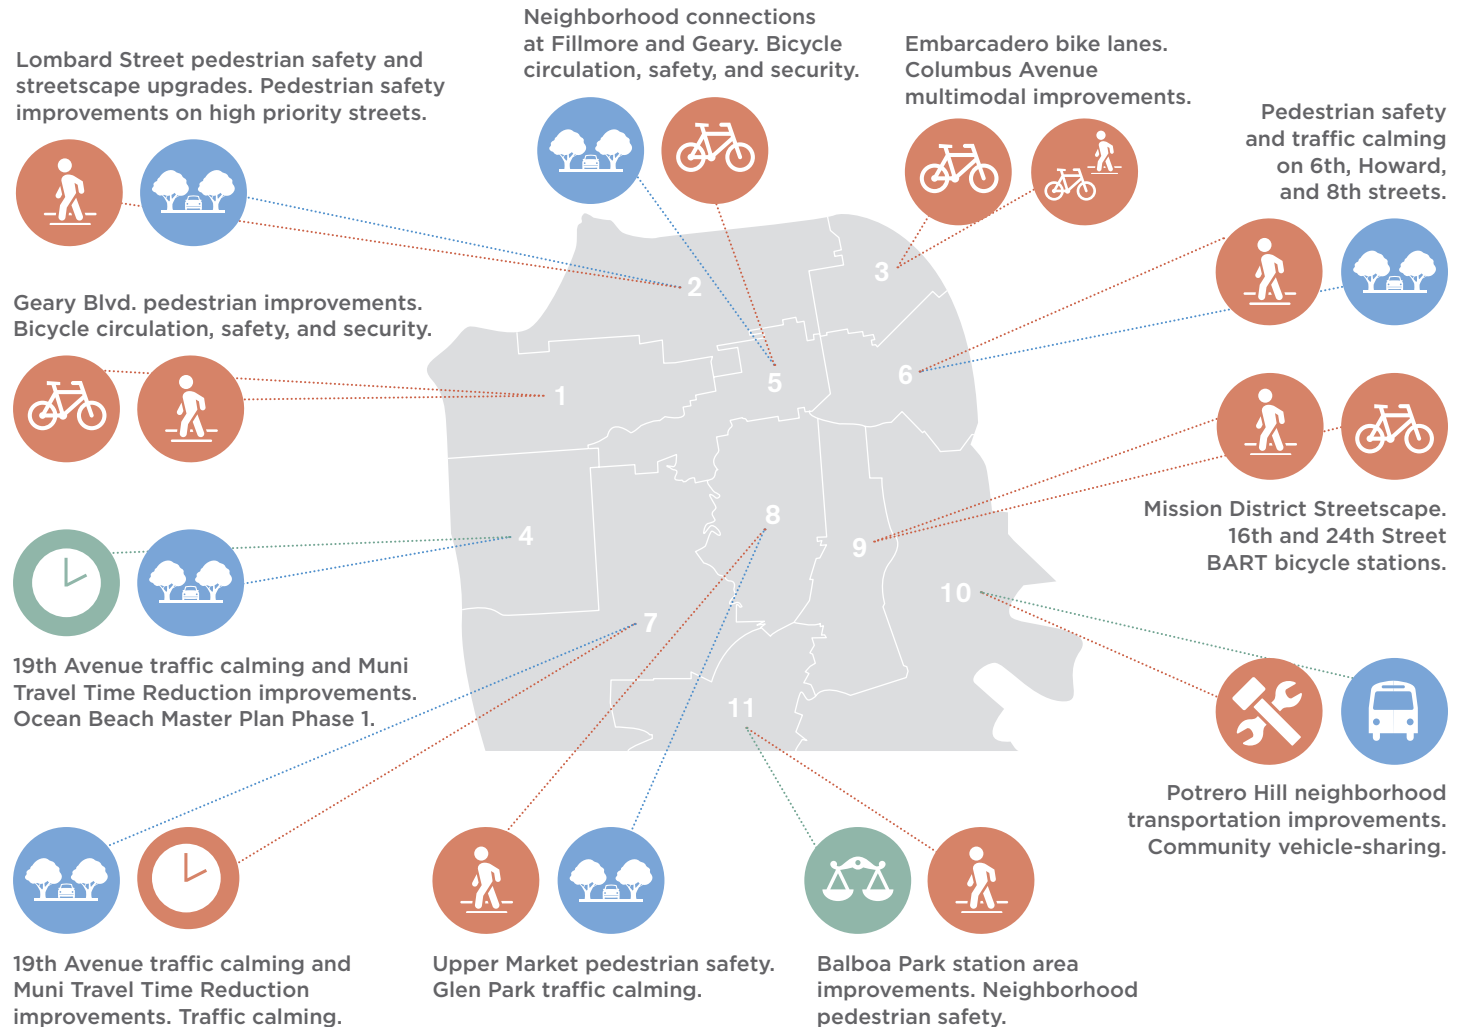 Neighborhood connections
at Fillmore and Geary. Bicycle
circulation, safety, and security.
Embarcadero bike lanes.
Columbus Avenue
multimodal improvements.
Lombard Street pedestrian safety and
streetscape upgrades. Pedestrian safety
improvements on high priority streets.
Pedestrian safety
and traffic calming
on 6th, Howard,
and 8th streets.
Geary Blvd. pedestrian improvements.
Bicycle circulation, safety, and security.
2
3
1
5
6
4
8
9
10
7
11
Mission District Streetscape.
16th and 24th Street
BART bicycle stations.
19th Avenue traffic calming and Muni
Travel Time Reduction improvements.
Ocean Beach Master Plan Phase 1.
Potrero Hill neighborhood
transportation improvements.
Community vehicle-sharing.
19th Avenue traffic calming and
Muni Travel Time Reduction
improvements. Traffic calming.
Upper Market pedestrian safety.
Glen Park traffic calming.
Balboa Park station area
improvements. Neighborhood
pedestrian safety.